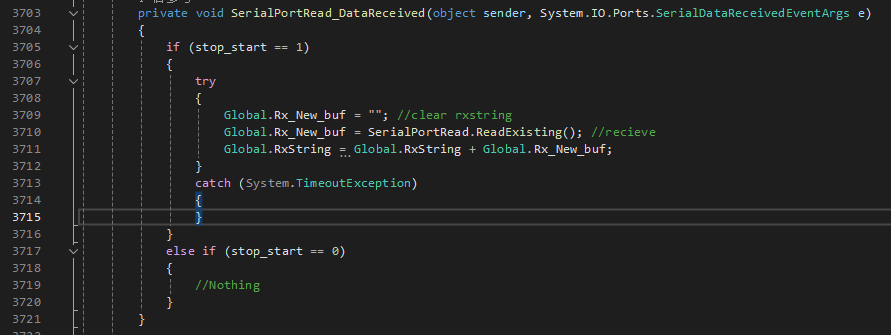 3703 private void SerialPortRead_DataReceived(object sender, System.IO.Ports.SerialDataReceivedEventArgs e)
3704 {
3705 if (stop_start == 1)
3706 {
3707 try
3708 {
3709 Global.Rx_New_buf = ""; //clear rxstring
3710 Global.Rx_New_buf = SerialPortRead.ReadExisting(); //recieve
3711 Global.RxString = Global.RxString + Global.Rx_New_buf;
3712 }
3713 catch (System.TimeoutException)
3714 {
3715 }
3716 }
3717 else if (stop_start == 0)
3718 {
3719 //Nothing
3720 }
3721 }